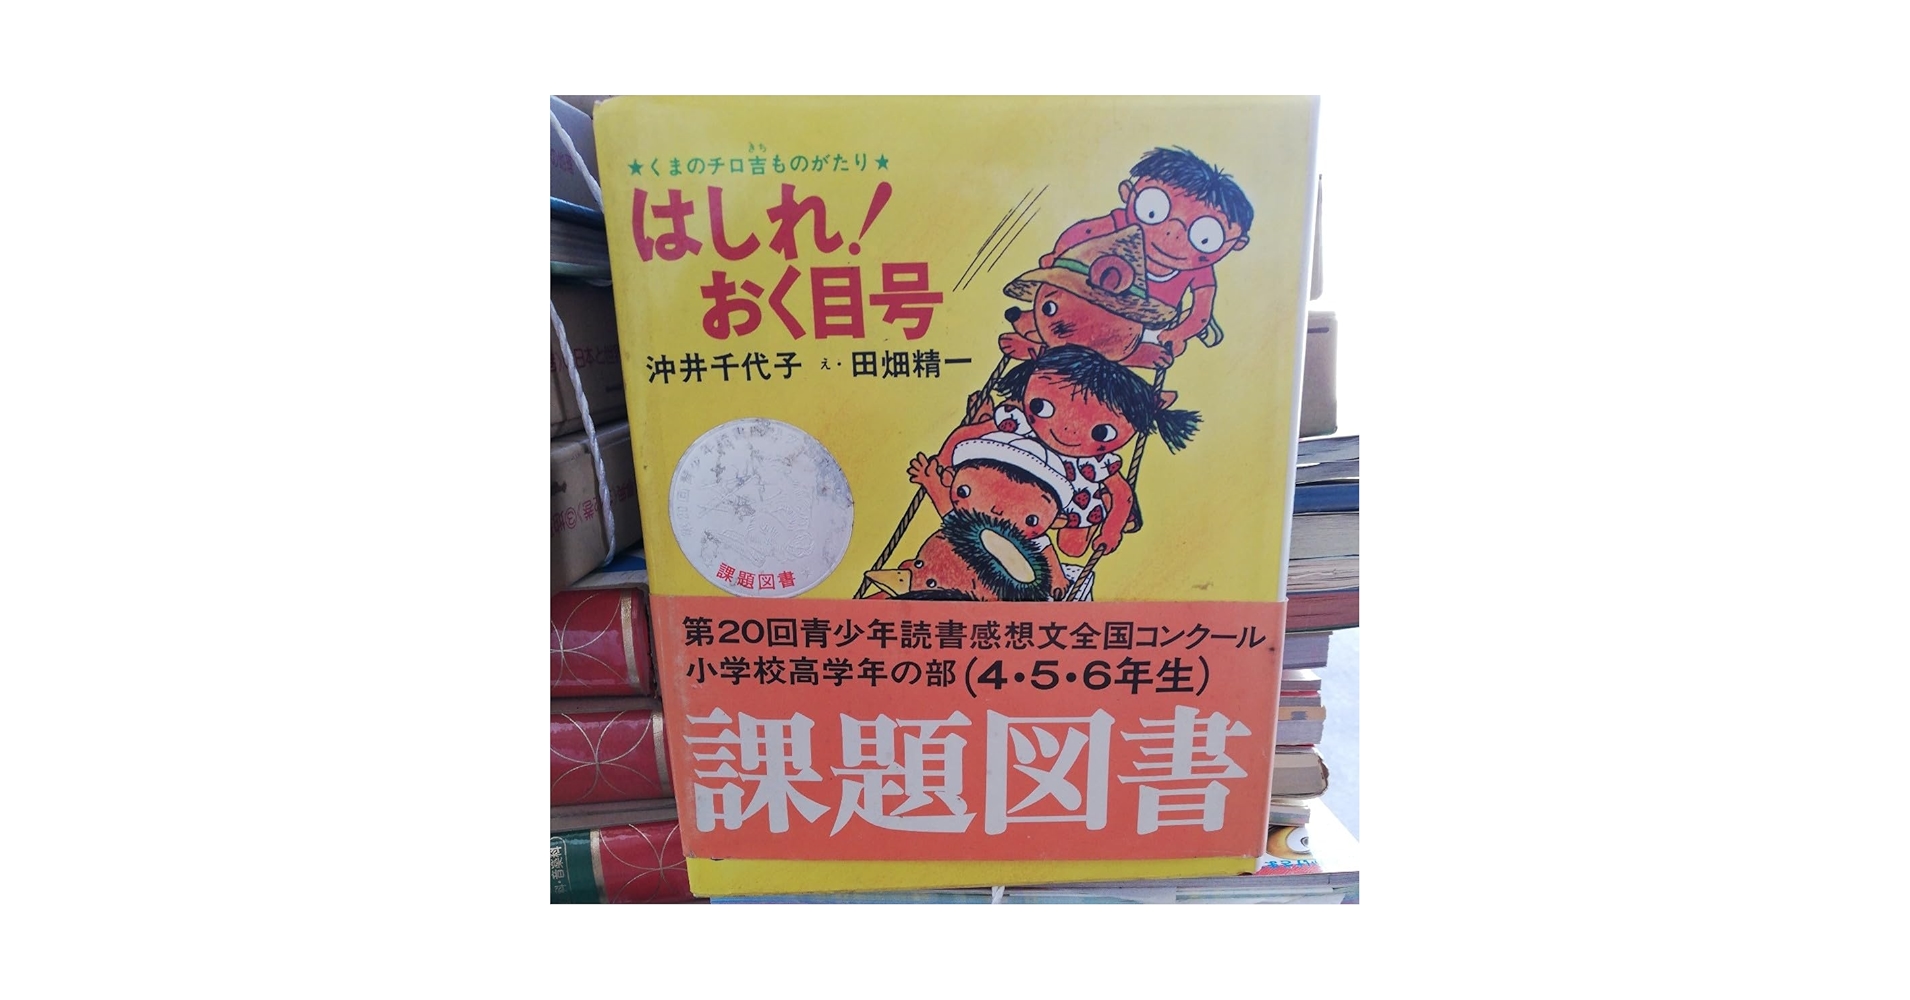 ★くまのチロ吉ものがたり★
きち
はしれ!
おく目号
沖井千代子 え・田畑精一
課題図書
第20回青少年読書感想文全国コンクール
小学校高学年の部(4・5・6年生)
課題図書